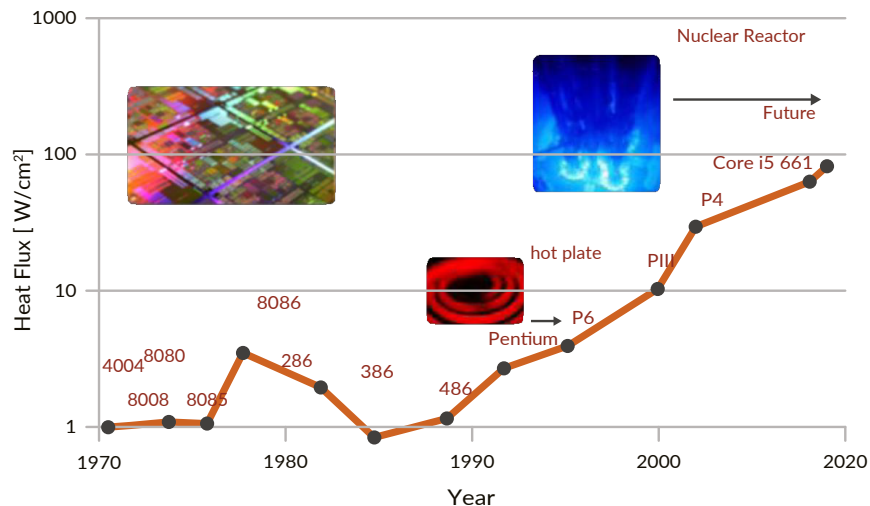 1000
Nuclear Reactor
Future
100
Core i5 661
P4
hot plate
PIII
10
8086
P6
Pentium
4004
8080
286
386
8008
8085
486
1
1970
1980
1990
2000
2020
Year
Heat Flux [ W/cm²]